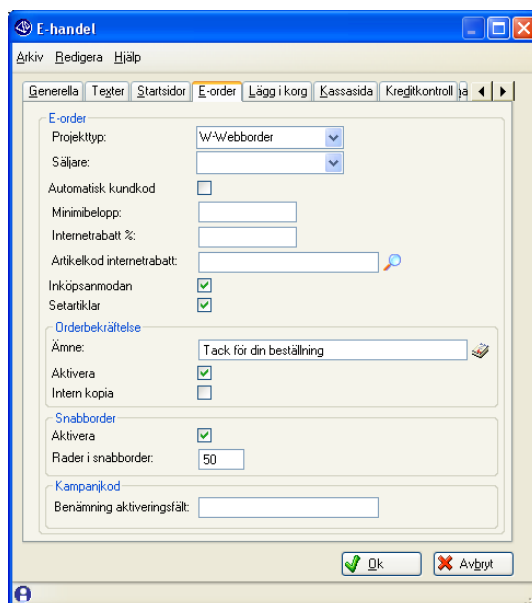 E-handel
Arkiv Redigera Hjälp
Generella Texter Startsidor E-order Lägg i korg Kassasida Kreditkontroll
E-order
Projekttyp: W-Webborder
Säljare:
Automatisk kundkod
Minimibelopp:
Internetrabatt %:
Artikelkod internetrabatt:
Inköpsanmodan
Setartiklar
Orderbekräftelse
Ämne: Tack för din beställning
Aktivera
Intern kopia
Snabborder
Aktivera
Rader i snabborder: 50
Kampanjkod
Benämning aktiveringsfält:
Ok Avbryt